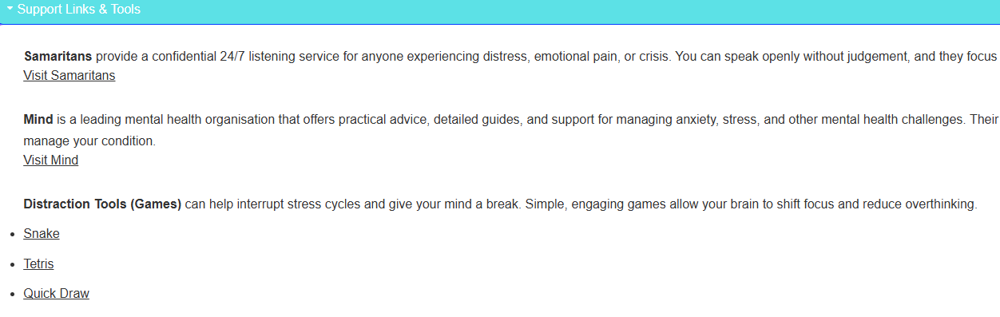 Support Links & Tools
Samaritans provide a confidential 24/7 listening service for anyone experiencing distress, emotional pain, or crisis. You can speak openly without judgement, and they focus
Visit Samaritans
Mind is a leading mental health organisation that offers practical advice, detailed guides, and support for managing anxiety, stress, and other mental health challenges. Their
manage your condition.
Visit Mind
Distraction Tools (Games) can help interrupt stress cycles and give your mind a break. Simple, engaging games allow your brain to shift focus and reduce overthinking.
• Snake
• Tetris
• Quick Draw